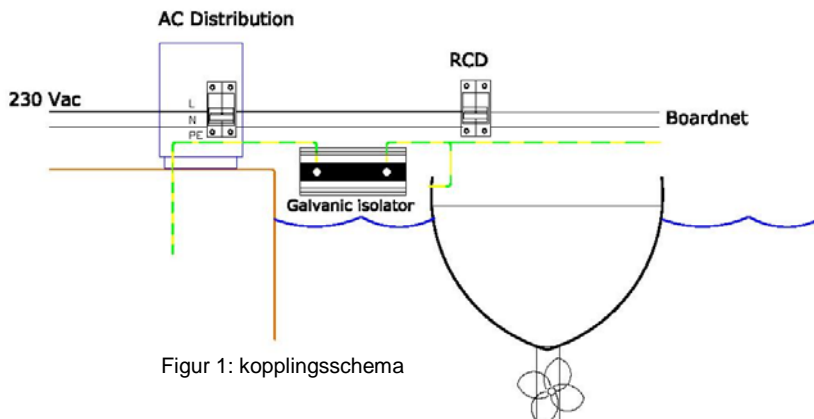 AC Distribution
RCD
230 Vac
L
N
PE
Boardnet
Galvanic isolator
Figur 1: kopplingsschema